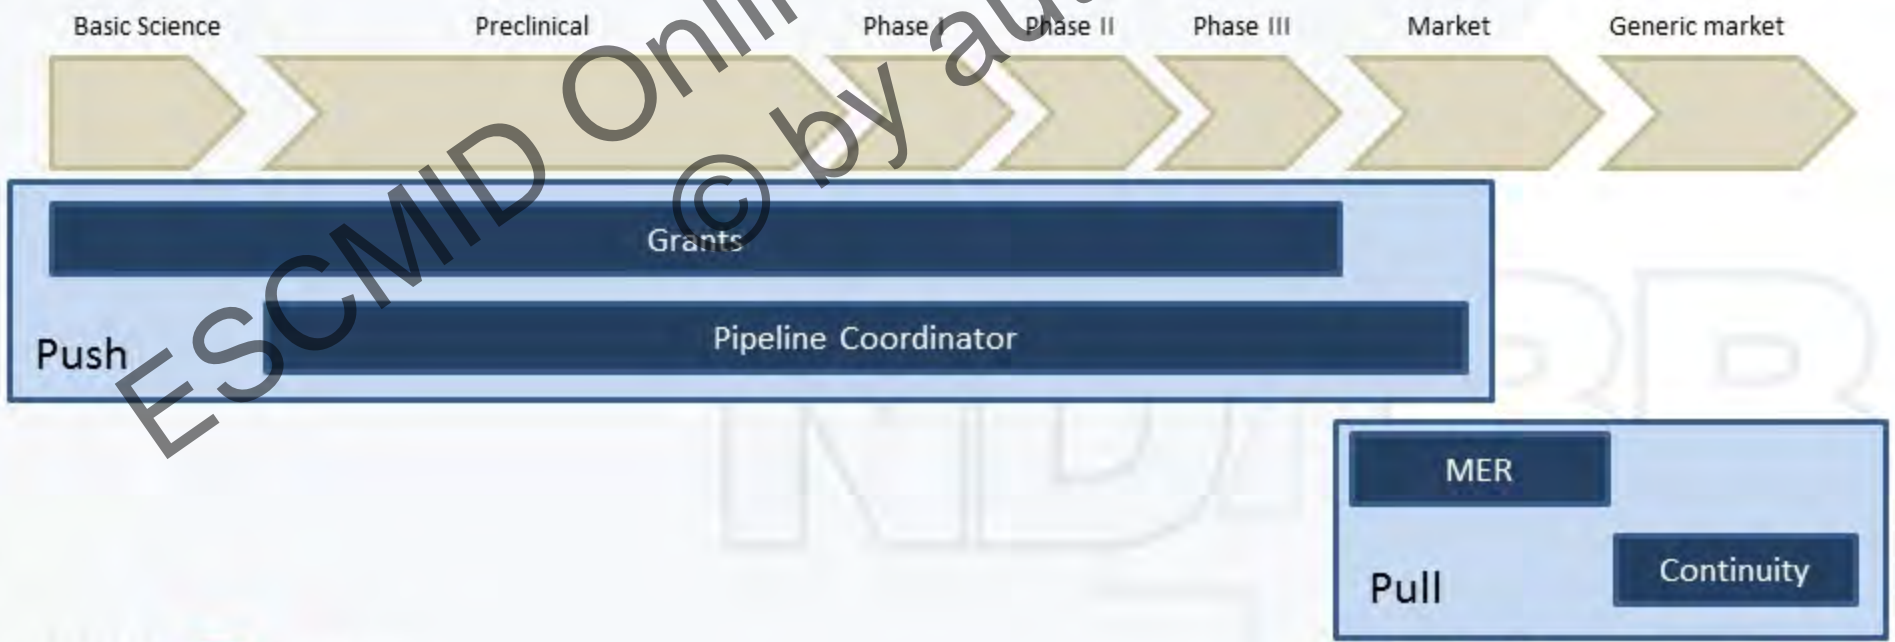 Basic Science Preclinical Phase I Phase II Phase III Market Generic market
Grants
Pipeline Coordinator
Push
MER
Continuity
Pull
ESCMID
© by